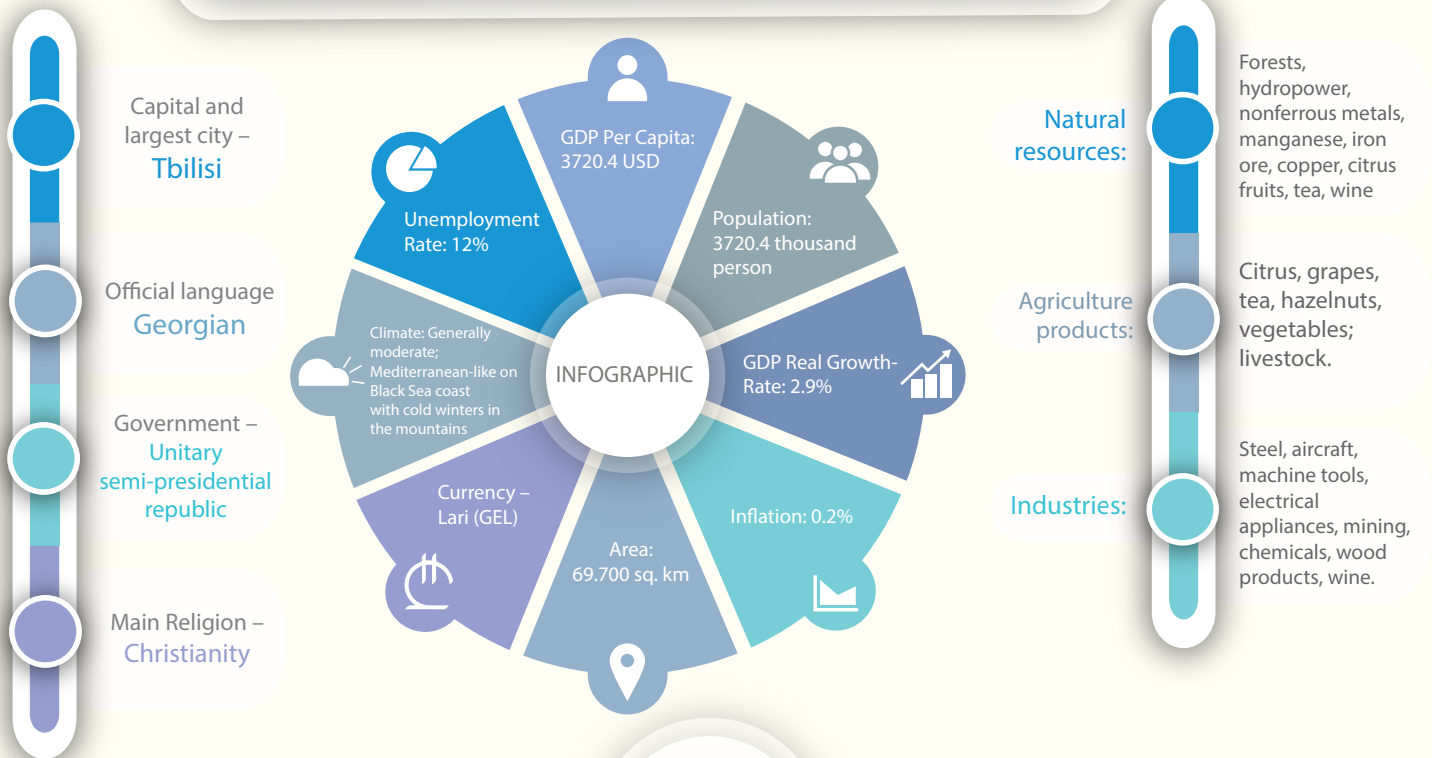 Capital and
largest city –
Tbilisi
Official language
Georgian
Government –
Unitary
semi-presidential
republic
Main Religion –
Christianity
GDP Per Capita:
3720.4 USD
Population:
3720.4 thousand
person
GDP Real Growth-
Rate: 2.9%
Inflation: 0.2%
Area:
69.700 sq. km
Currency –
Lari (GEL)
Climate: Generally
moderate;
Mediterranean-like on
Black Sea coast
with cold winters in
the mountains
Unemployment
Rate: 12%
INFOGRAPHIC
Natural
resources:
Forests,
hydropower,
nonferrous metals,
manganese, iron
ore, copper, citrus
fruits, tea, wine
Agriculture
products:
Citrus, grapes,
tea, hazelnuts,
vegetables;
livestock.
Industries:
Steel, aircraft,
machine tools,
electrical
appliances, mining,
chemicals, wood
products, wine.